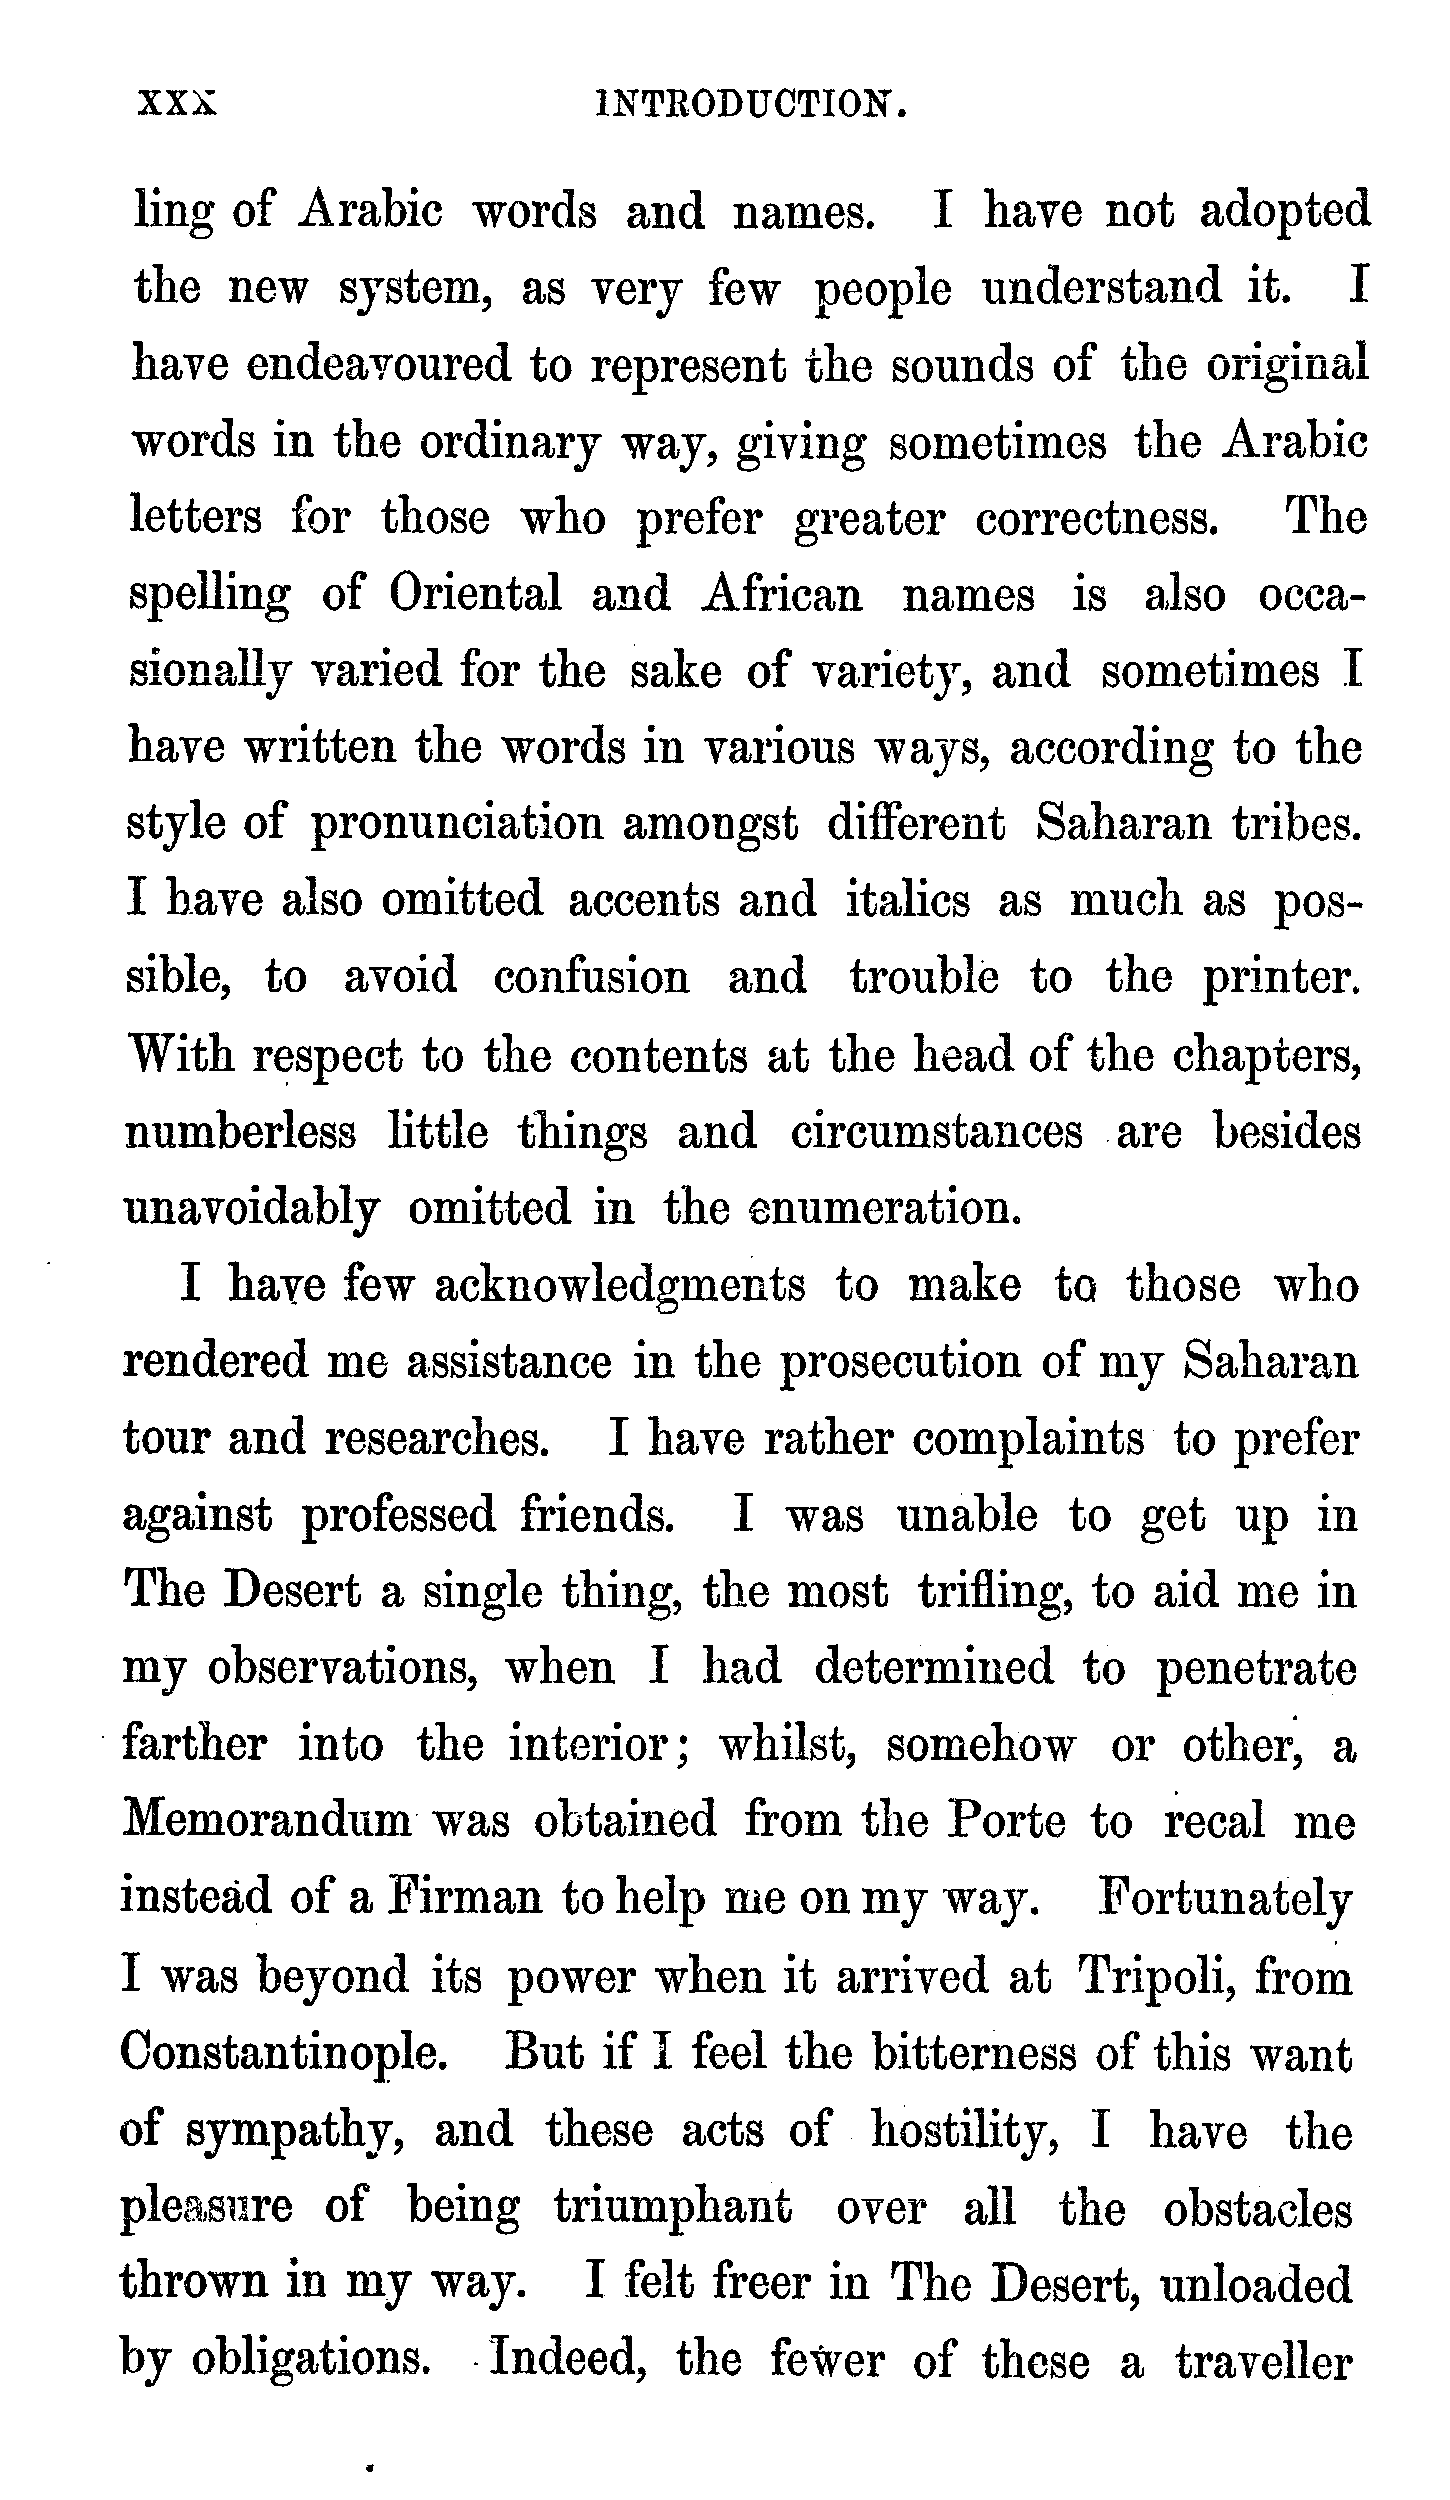 xxx INTRODUCTION.
ling of Arabic words and names. I have not adopted
the new system, as very few people understand it. I
have endeavoured to represent the sounds of the original
words in the ordinary way, giving sometimes the Arabic
letters for those who prefer greater correctness. The
spelling of Oriental and African names is also occa-
sionally varied for the sake of variety, and sometimes I
have written the words in various ways, according to the
style of pronunciation amongst different Saharan tribes.
I have also omitted accents and italics as much as pos-
sible, to avoid confusion and trouble to the printer.
With respect to the contents at the head of the chapters,
numberless little things and circumstances are besides
unavoidably omitted in the enumeration.
I have few acknowledgments to make to those who
rendered me assistance in the prosecution of my Saharan
tour and researches. I have rather complaints to prefer
against professed friends. I was unable to get up in
The Desert a single thing, the most trifling, to aid me in
my observations, when I had determined to penetrate
farther into the interior; whilst, somehow or other, a
Memorandum was obtained from the Porte to recal me
instead of a Firman to help me on my way. Fortunately
I was beyond its power when it arrived at Tripoli, from
Constantinople. But if I feel the bitterness of this want
of sympathy, and these acts of hostility, I have the
pleasure of being triumphant over all the obstacles
thrown in my way. I felt freer in The Desert, unloaded
by obligations. Indeed, the fewer of these a traveller